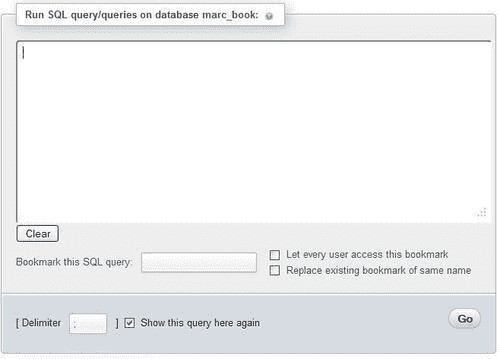 Run SQL query/queries on database marc_book:
Clear
Bookmark this SQL query:
Let every user access this bookmark
Replace existing bookmark of same name
[ Delimiter ; ] Show this query here again
Go